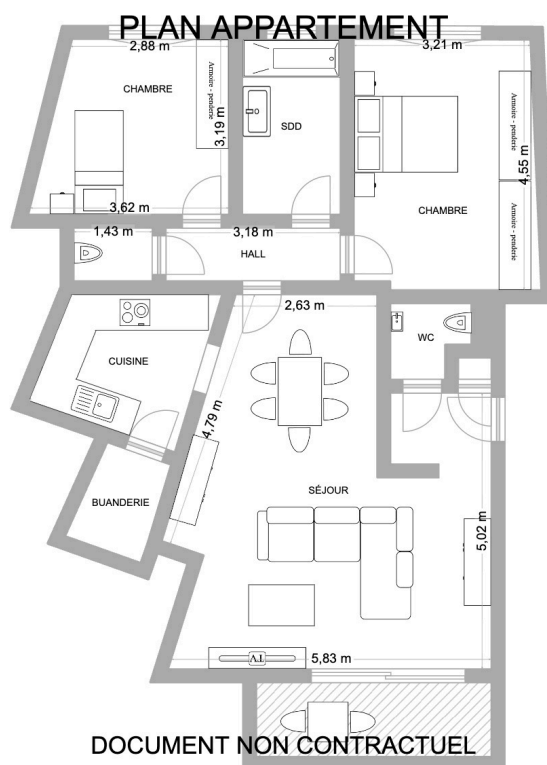 PLAN APPARTEMENT
2,88 m
3,21 m
CHAMBRE
Armoire - penderie
3,19 m
SDD
Armoire - penderie
4,55 m
3,62 m
CHAMBRE
Armoire - penderie
1,43 m
3,18 m
HALL
2,63 m
WC
CUISINE
4,79 m
SÉJOUR
BUANDERIE
5,02 m
TV
5,83 m
DOCUMENT NON CONTRACTUEL